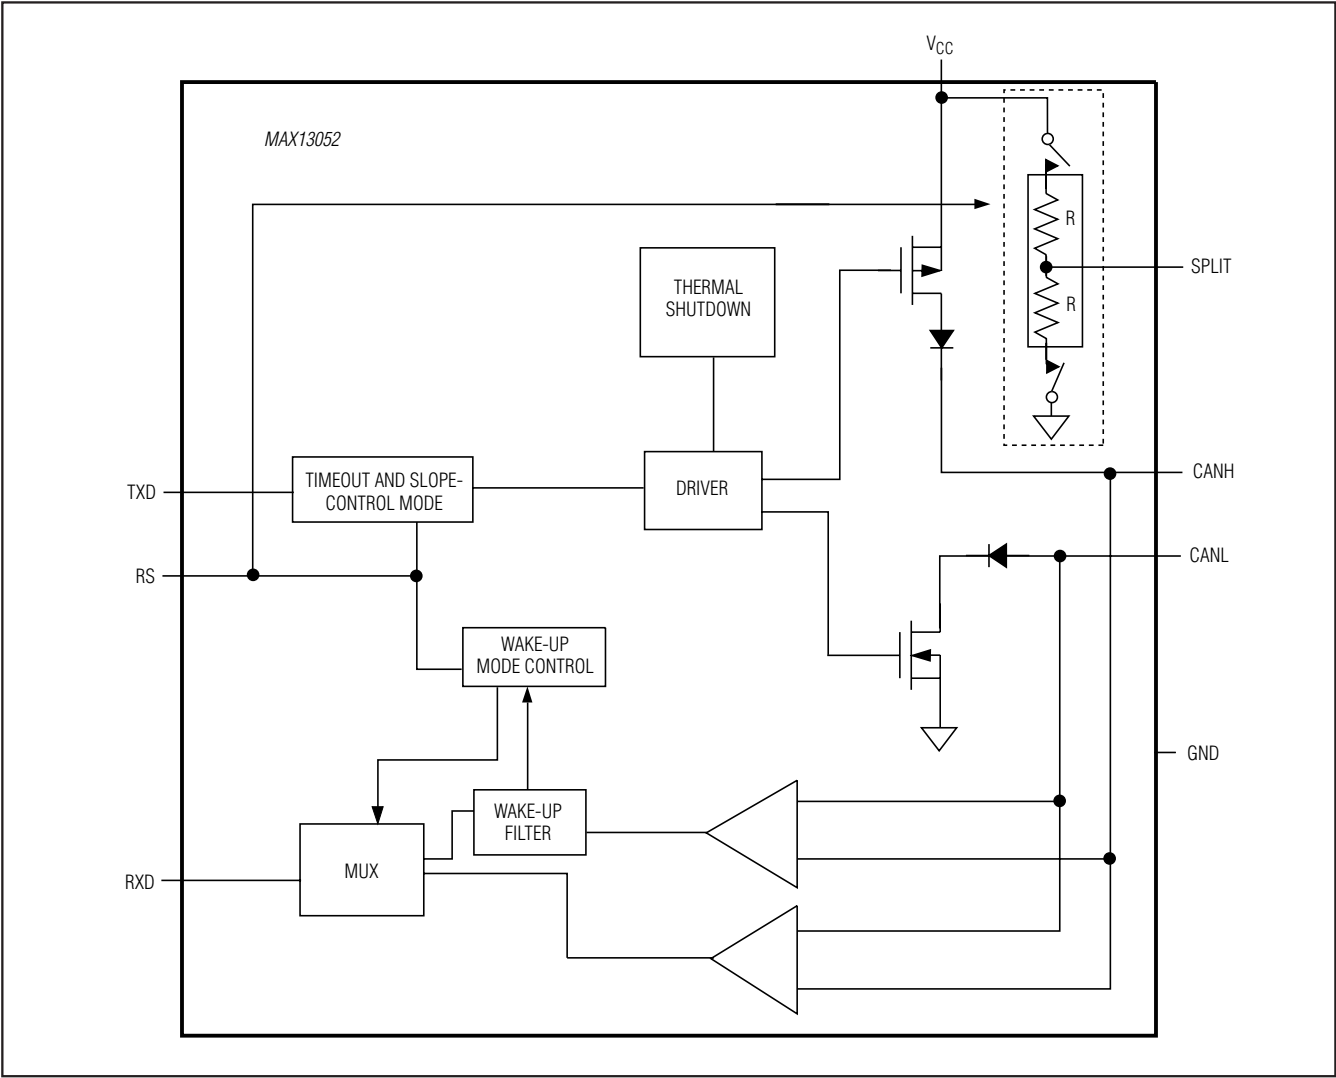 VCC
MAX13052
R
SPLIT
THERMAL
SHUTDOWN
R
TIMEOUT AND SLOPE-
CONTROL MODE
DRIVER
CANH
TXD
CANL
RS
WAKE-UP
MODE CONTROL
GND
WAKE-UP
FILTER
MUX
RXD